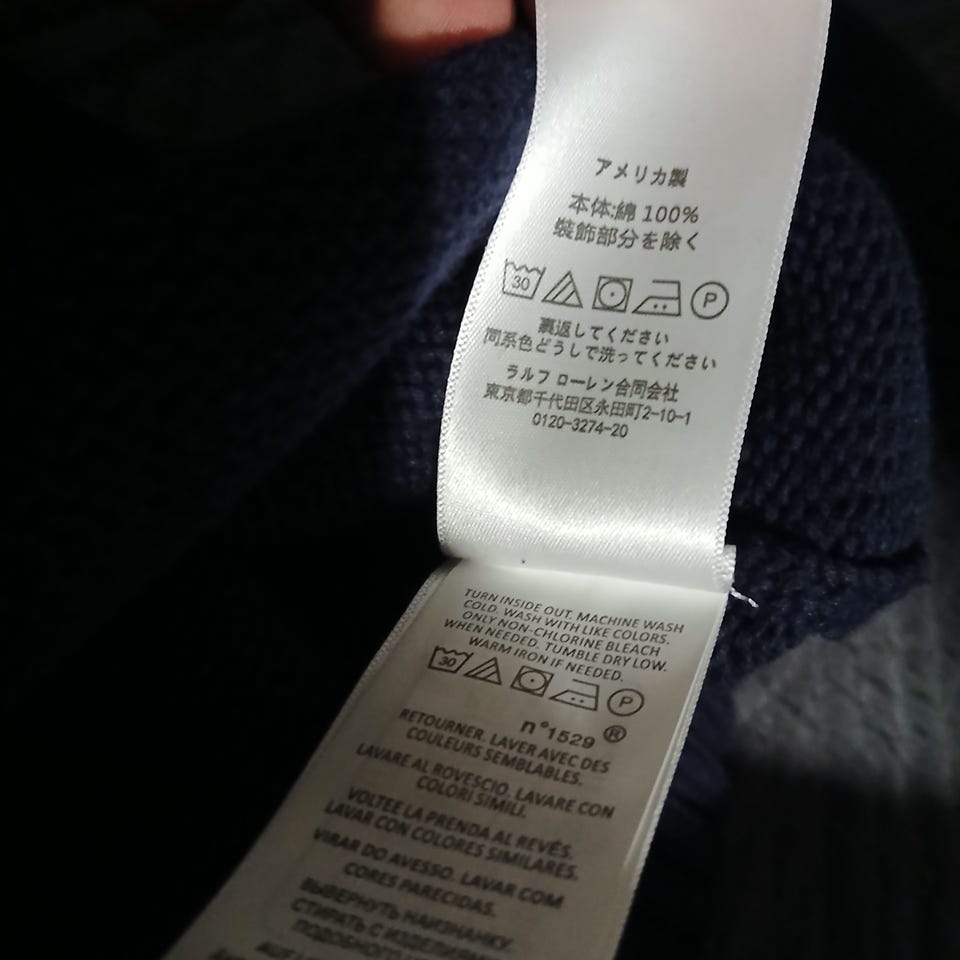 アメリカ製
本体:綿 100%
装飾部分を除く
30 P
裏返してください
同系色どうしで洗ってください
ラルフ ローレン合同会社
東京都千代田区永田町2-10-1
0120-3274-20
TURN INSIDE OUT. MACHINE WASH
COLD. WASH WITH LIKE COLORS.
ONLY NON-CHLORINE BLEACH
WHEN NEEDED. TUMBLE DRY LOW.
WARM IRON IF NEEDED.
30 P
n°1529 ®
RETOURNER. LAVER AVEC DES
COULEURS SEMBLABLES.
LAVARE AL ROVESCIO. LAVARE CON
COLORI SIMILI.
VOLTEE LA PRENDA AL REVÉS.
LAVAR CON COLORES SIMILARES.
VIRAR DO AVESSO. LAVAR COM
CORES PARECIDAS.
ВЫВЕРНУТЬ НАИЗНАНКУ.
СТИРАТЬ С ИЗДЕЛИЯМИ
ПОДОБНОГО